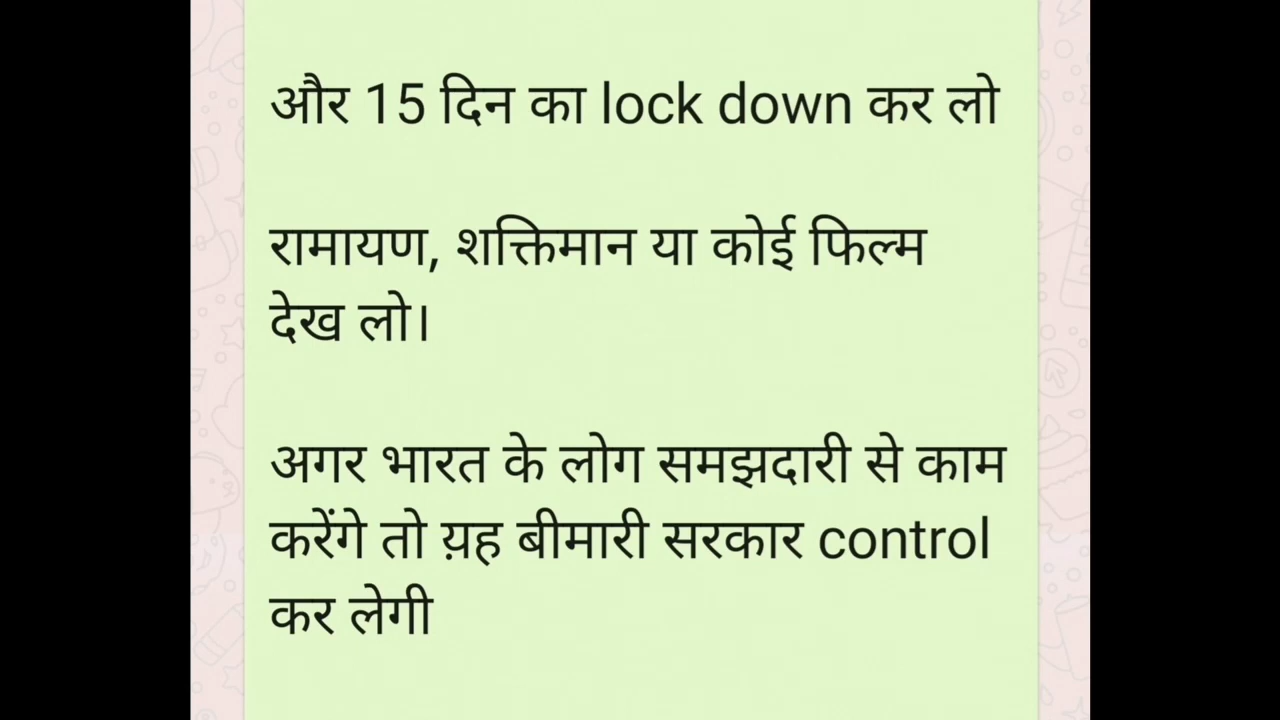 और 15 दिन का lock down कर लो
रामायण, शक्तिमान या कोई फिल्म
देख लो।
अगर भारत के लोग समझदारी से काम
करेंगे तो य़ह बीमारी सरकार control
कर लेगी